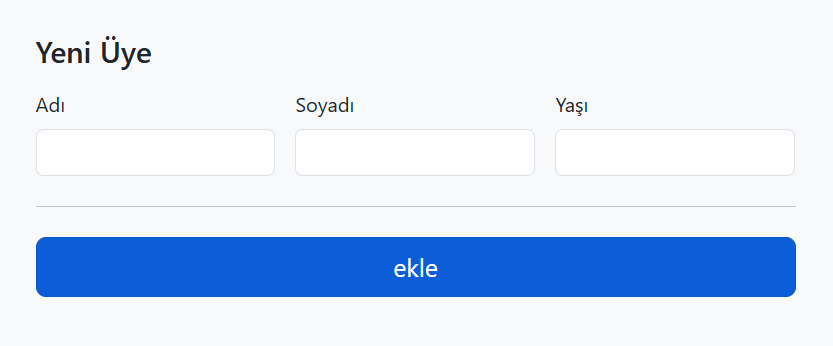 Yeni Üye
Adı Soyadı Yaşı
ekle